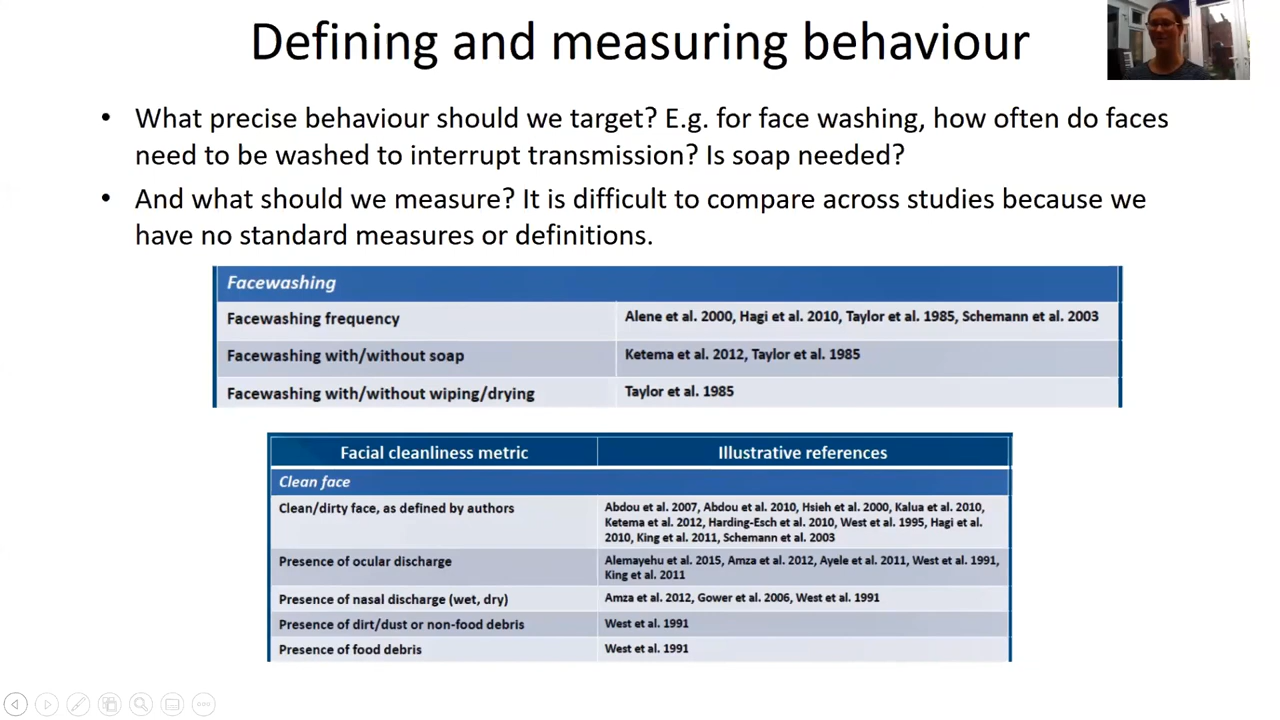 Defining and measuring behaviour
• What precise behaviour should we target? E.g. for face washing, how often do faces
need to be washed to interrupt transmission? Is soap needed?
• And what should we measure? It is difficult to compare across studies because we
have no standard measures or definitions.
Facewashing
Facewashing frequency Alene et al. 2000, Hagi et al. 2010, Taylor et al. 1985, Schemann et al. 2003
Facewashing with/without soap Ketema et al. 2012, Taylor et al. 1985
Facewashing with/without wiping/drying Taylor et al. 1985
Facial cleanliness metric Illustrative references
Clean face
Clean/dirty face, as defined by authors Abdou et al. 2007, Abdou et al. 2010, Hsieh et al. 2000, Kalua et al. 2010,
Ketema et al. 2012, Harding-Esch et al. 2010, West et al. 1995, Hagi et al.
2010, King et al. 2011, Schemann et al. 2003
Presence of ocular discharge Alemayehu et al. 2015, Amza et al. 2012, Ayele et al. 2011, West et al. 1991,
King et al. 2011
Presence of nasal discharge (wet, dry) Amza et al. 2012, Gower et al. 2006, West et al. 1991
Presence of dirt/dust or non-food debris West et al. 1991
Presence of food debris West et al. 1991